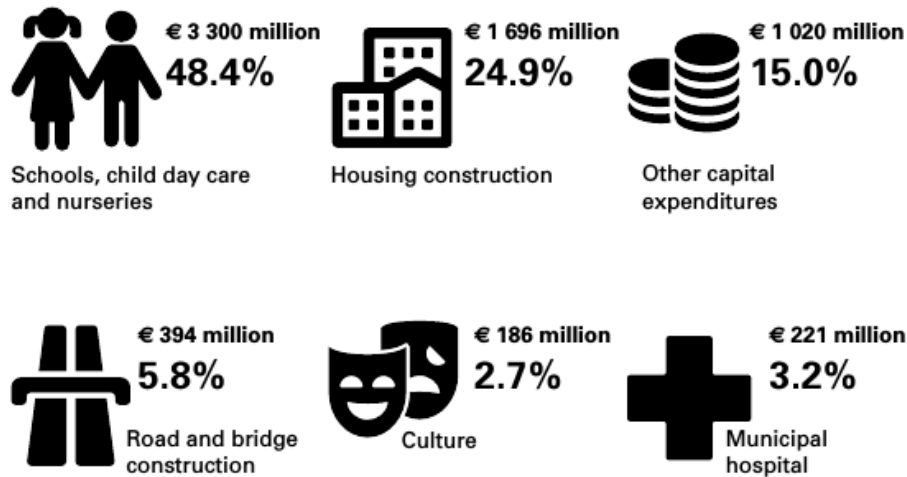 € 3 300 million
48.4%
Schools, child day care
and nurseries
€ 1 696 million
24.9%
Housing construction
€ 1 020 million
15.0%
Other capital
expenditures
€ 394 million
5.8%
Road and bridge
construction
€ 186 million
2.7%
Culture
€ 221 million
3.2%
Municipal
hospital